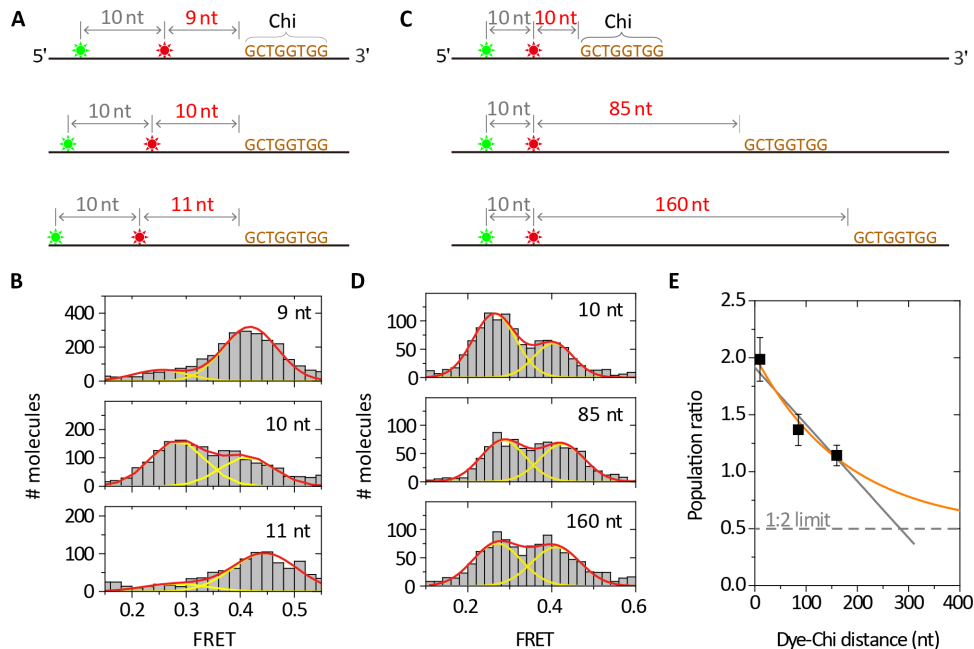 A
10 nt 9 nt Chi
5' GCTGGTGG 3'
10 nt 10 nt
GCTGGTGG
10 nt 11 nt
GCTGGTGG
C
10 nt 10 nt Chi
5' GCTGGTGG 3'
10 nt 85 nt
GCTGGTGG
10 nt 160 nt
GCTGGTGG
B
# molecules
9 nt
400
200
0
10 nt
200
100
0
11 nt
200
100
0
0.2 0.3 0.4 0.5
FRET
D
# molecules
10 nt
100
50
0
85 nt
100
50
0
160 nt
100
50
0
0.2 0.4 0.6
FRET
E
Population ratio
2.5
2.0
1.5
1.0
0.5
0.0
1:2 limit
0 100 200 300 400
Dye-Chi distance (nt)